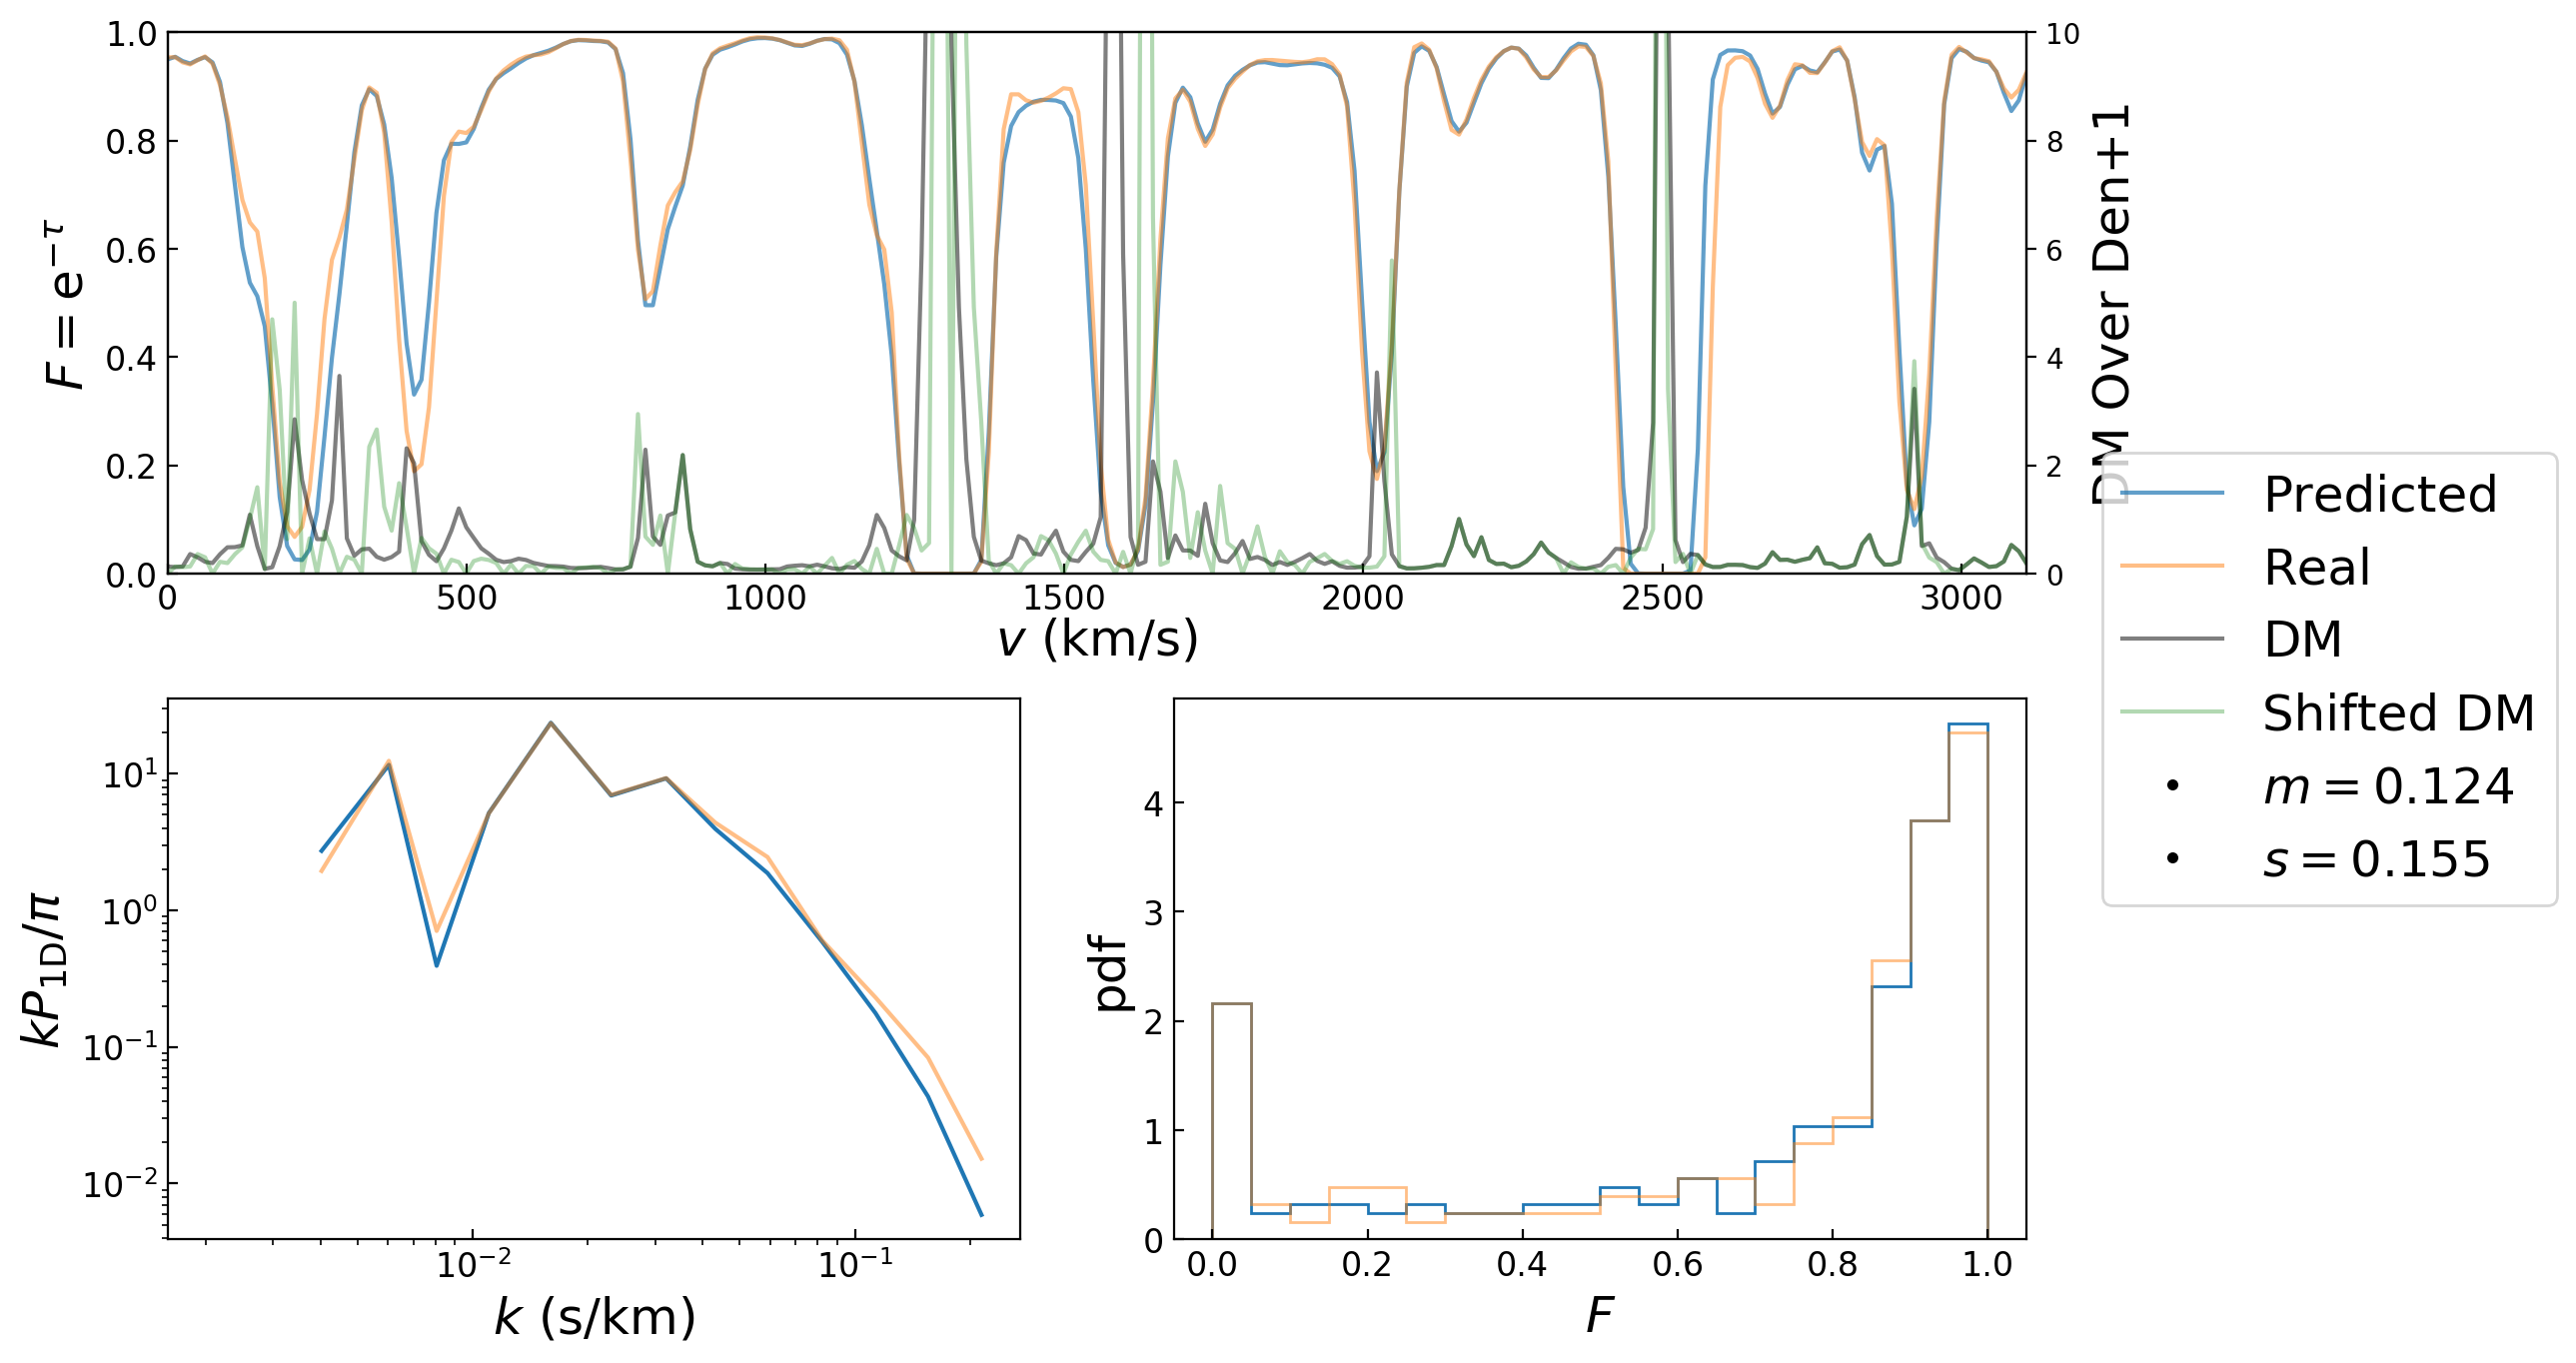 1.0
0.8
0.6
0.4
0.2
0.0
F = e^{-τ}
0 500 1000 1500 2000 2500 3000
v (km/s)
10
8
6
4
2
0
DM Over Den+1
Predicted
Real
DM
Shifted DM
m = 0.124
s = 0.155
10^1
10^0
10^{-1}
10^{-2}
kP_{1D}/π
10^{-2} 10^{-1}
k (s/km)
4
3
2
1
0
pdf
0.0 0.2 0.4 0.6 0.8 1.0
F